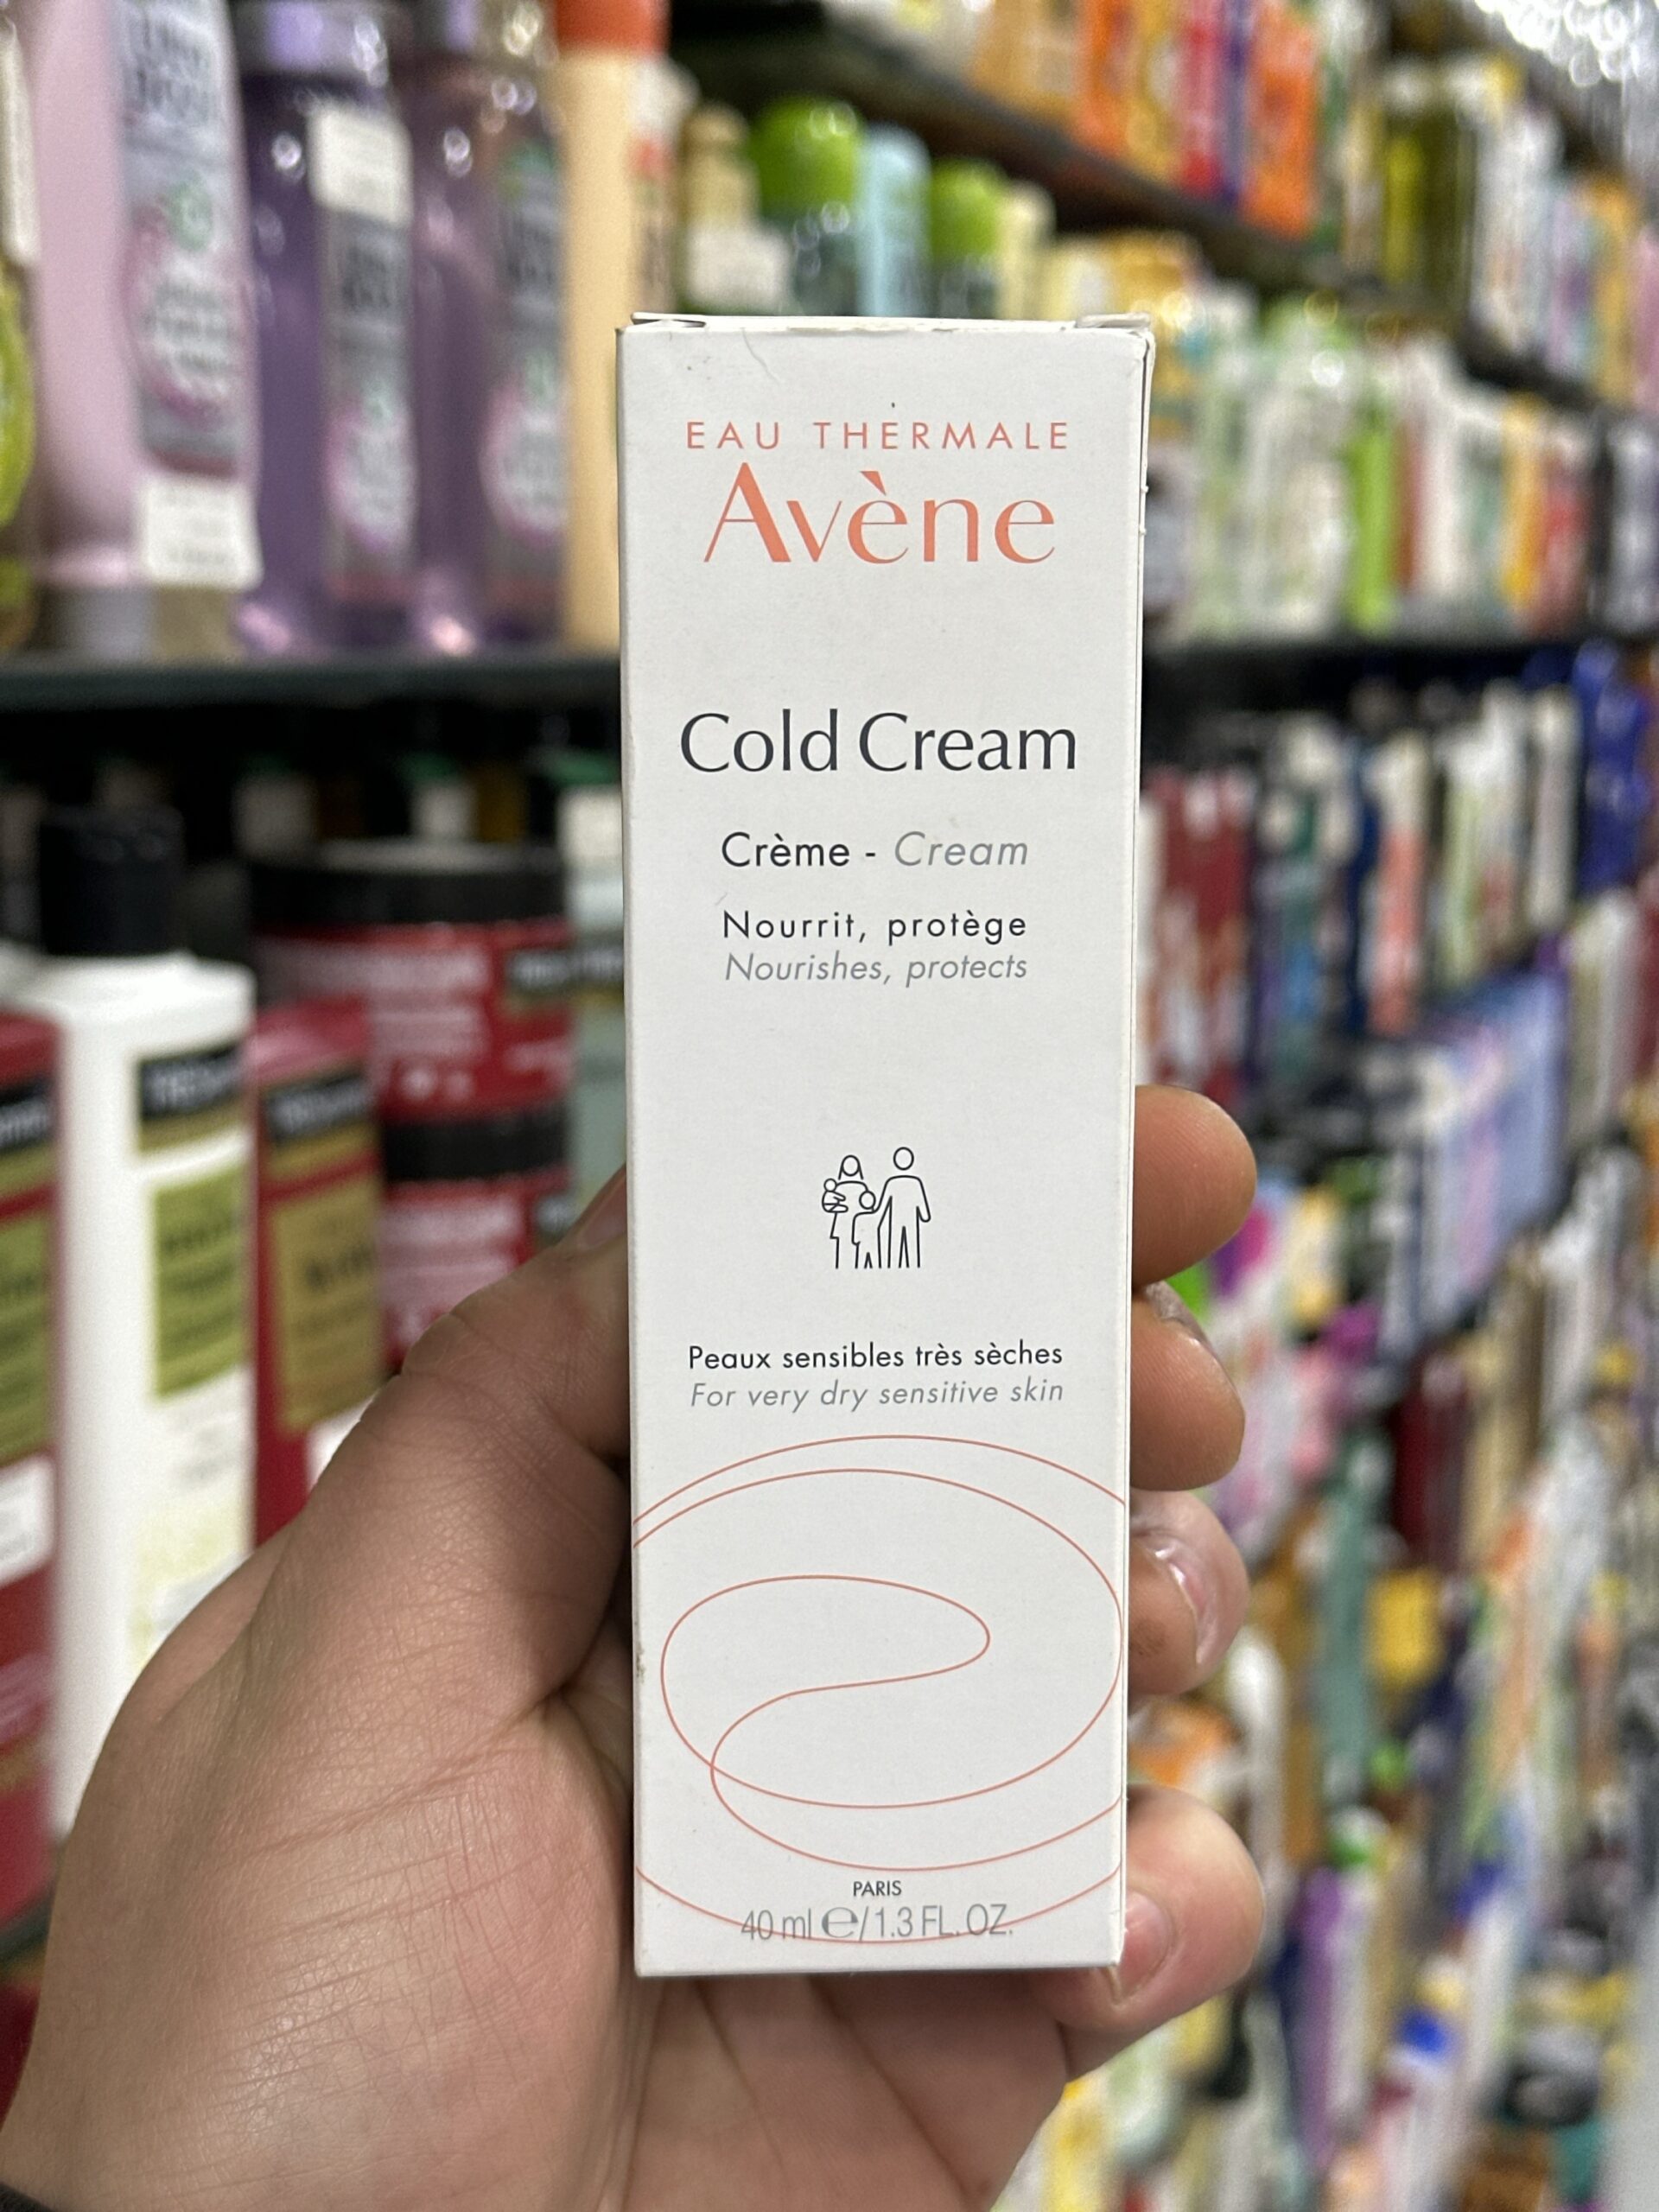 EAU THERMALE
Avène
Cold Cream
Crème - Cream
Nourrit, protège
Nourishes, protects
Peaux sensibles très sèches
For very dry sensitive skin
PARIS
40 ml e/1.3 FL. OZ.